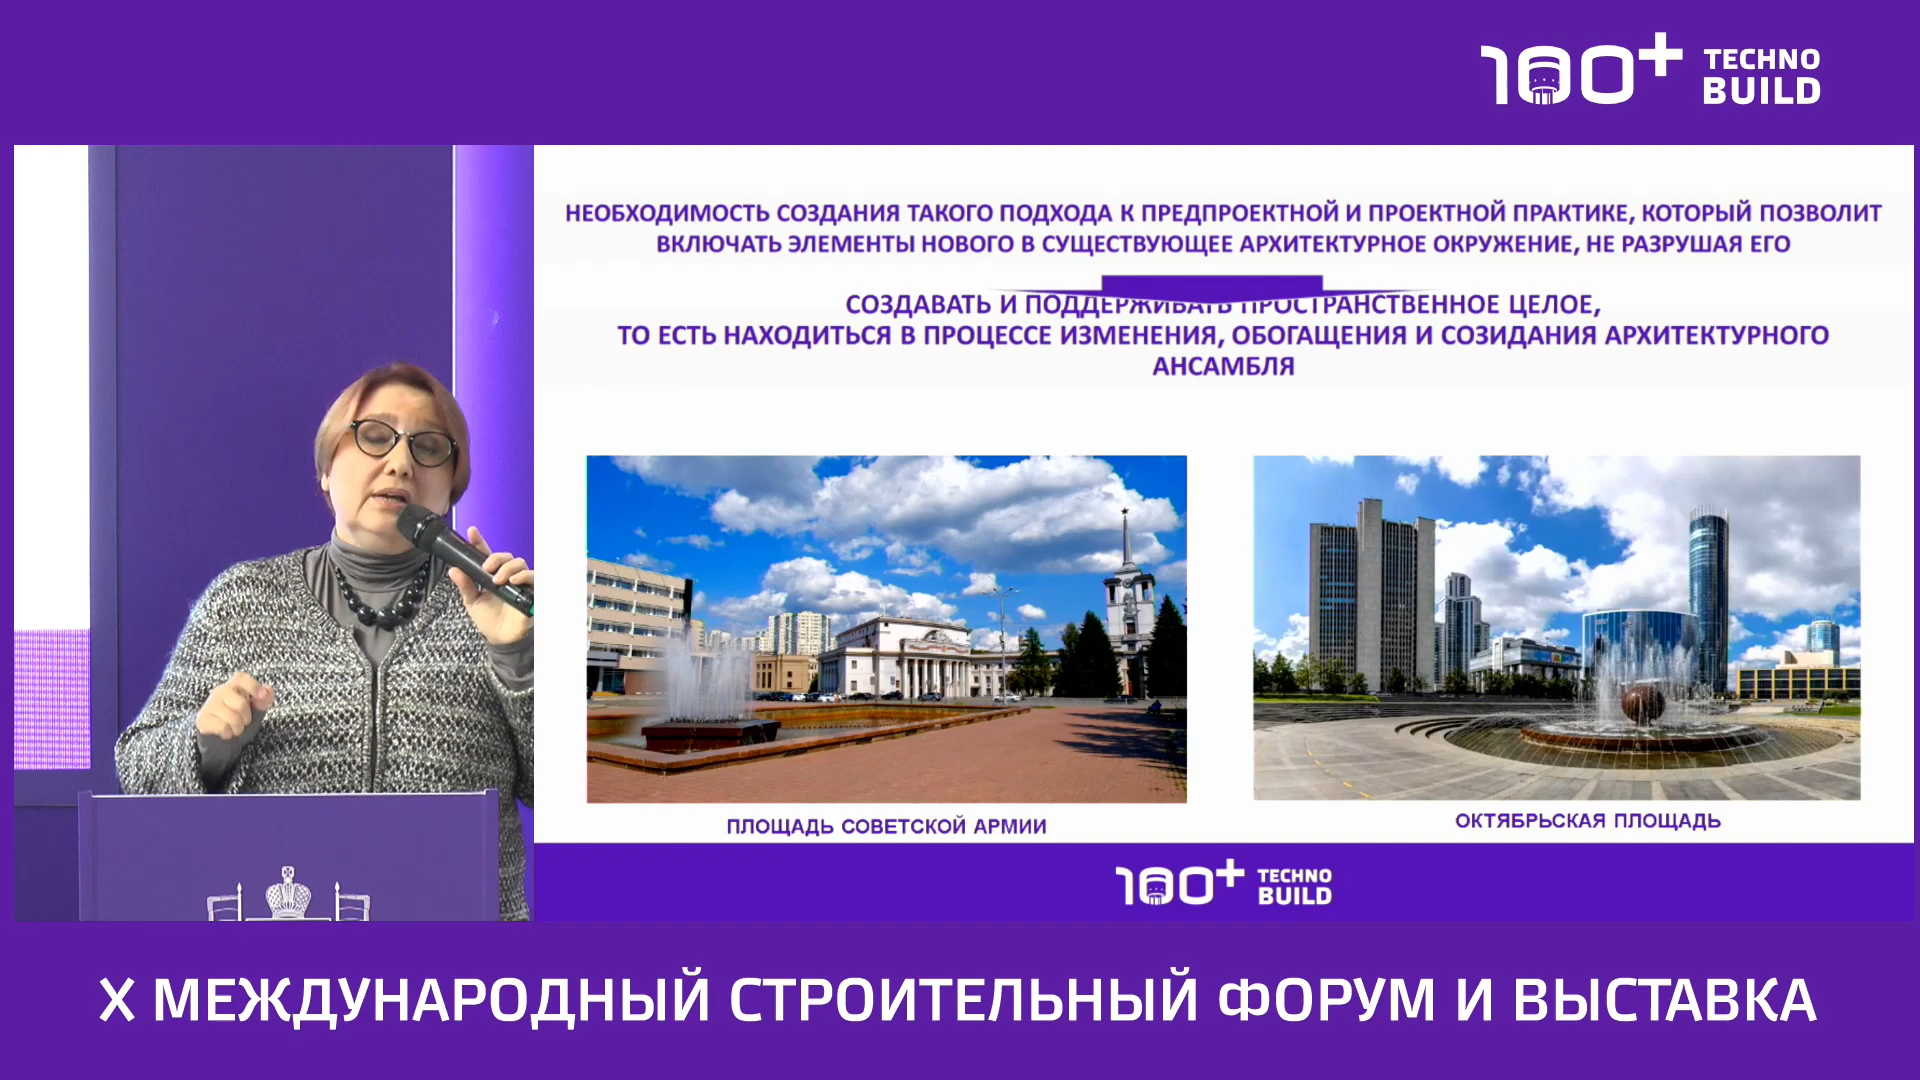 100+ TECHNO
BUILD
НЕОБХОДИМОСТЬ СОЗДАНИЯ ТАКОГО ПОДХОДА К ПРЕДПРОЕКТНОЙ И ПРОЕКТНОЙ ПРАКТИКЕ, КОТОРЫЙ ПОЗВОЛИТ
ВКЛЮЧАТЬ ЭЛЕМЕНТЫ НОВОГО В СУЩЕСТВУЮЩЕЕ АРХИТЕКТУРНОЕ ОКРУЖЕНИЕ, НЕ РАЗРУШАЯ ЕГО
СОЗДАВАТЬ И ПОДДЕРЖИВАТЬ ПРОСТРАНСТВЕННОЕ ЦЕЛОЕ,
ТО ЕСТЬ НАХОДИТЬСЯ В ПРОЦЕССЕ ИЗМЕНЕНИЯ, ОБОГАЩЕНИЯ И СОЗИДАНИЯ АРХИТЕКТУРНОГО
АНСАМБЛЯ
ПЛОЩАДЬ СОВЕТСКОЙ АРМИИ
ОКТЯБРЬСКАЯ ПЛОЩАДЬ
100+ TECHNO
BUILD
X МЕЖДУНАРОДНЫЙ СТРОИТЕЛЬНЫЙ ФОРУМ И ВЫСТАВКА